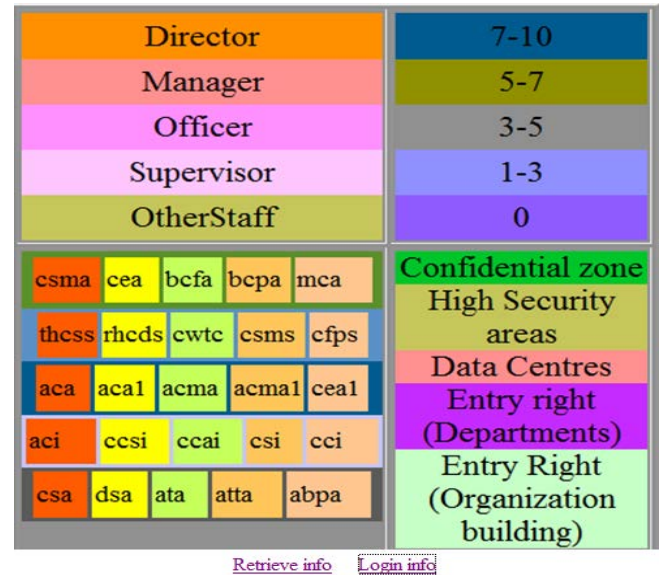 Director
7-10
Manager
5-7
Officer
3-5
Supervisor
1-3
OtherStaff
0
csma cea bcfa bcpa mca
thcss rhcds cwtc csms cfps
aca aca1 acma acma1 cea1
aci ccsi ccai csi cci
csa dsa ata atta abpa
Confidential zone
High Security
areas
Data Centres
Entry right
(Departments)
Entry Right
(Organization
building)
Retrieve info Login info